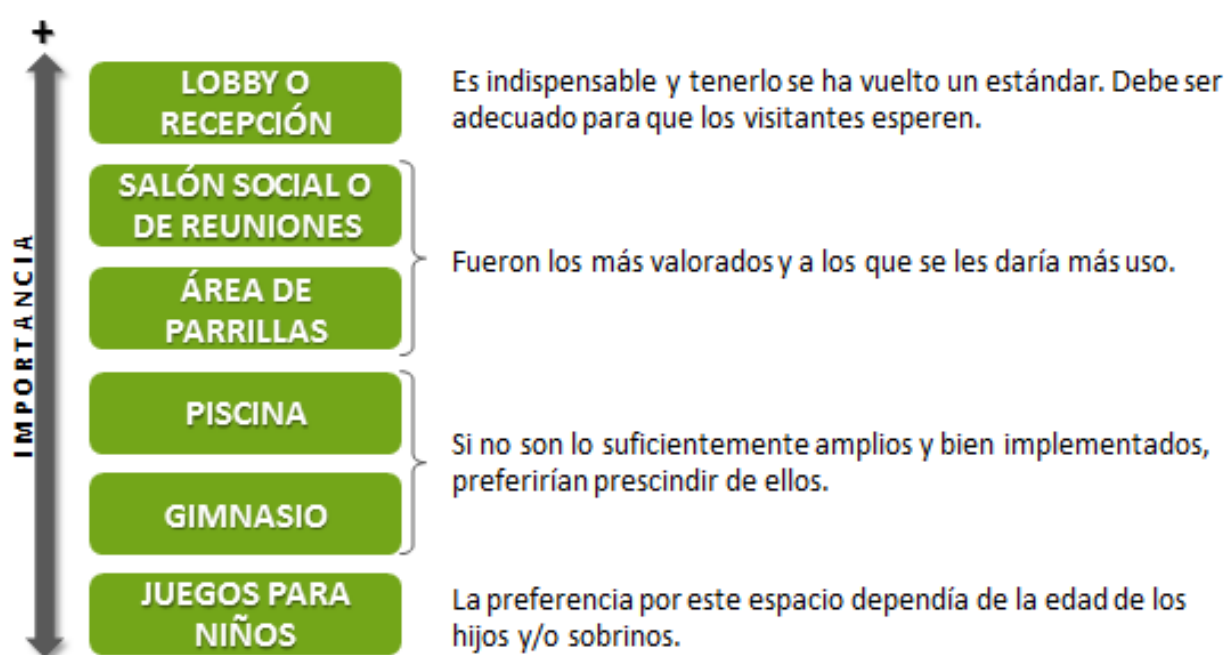 +
IMPORTANCIA
LOBBY O
RECEPCIÓN
Es indispensable y tenerlo se ha vuelto un estándar. Debe ser
adecuado para que los visitantes esperen.
SALÓN SOCIAL O
DE REUNIONES
ÁREA DE
PARRILLAS
Fueron los más valorados y a los que se les daría más uso.
PISCINA
GIMNASIO
Si no son lo suficientemente amplios y bien implementados,
preferirían prescindir de ellos.
JUEGOS PARA
NIÑOS
La preferencia por este espacio dependía de la edad de los
hijos y/o sobrinos.